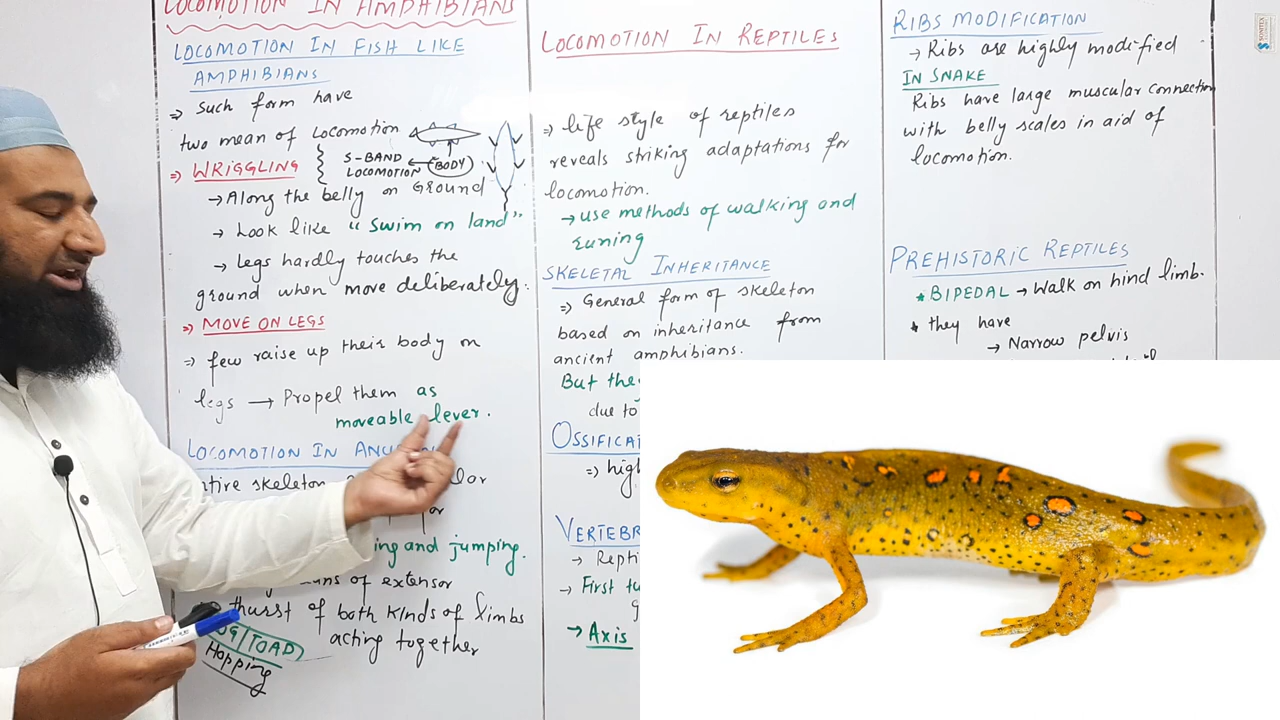 LOCOMOTION IN AMPHIBIANS
LOCOMOTION IN FISH LIKE
AMPHIBIANS
⇒ Such form have
two mean of Locomotion
⇒ WRIGGLING
S-BAND
LOCOMOTION
BODY
→ Along the belly on Ground
→ Look like "Swim on land"
→ Legs hardly touches the
ground when move deliberately.
⇒ MOVE ON LEGS
⇒ few raise up their body on
legs → Propel them as
moveable lever.
LOCOMOTION IN
skeleton
ing and jumping.
of extensor
thurst of both kinds of limbs
acting together
TOAD
Hopping
LOCOMOTION IN REPTILES
⇒ life style of reptiles
reveals striking adaptations for
locomotion.
→ use methods of walking and
runing
SKELETAL INHERITANCE
⇒ General form of skeleton
based on inheritance from
ancient amphibians.
But the
due to
OSSIFICA
⇒ high
VERTEBR
→ Repti
→ First tu
→ Axis
RIBS MODIFICATION
→ Ribs are highly modified
IN SNAKE
Ribs have large muscular connection
with belly scales in aid of
locomotion.
PREHISTORIC REPTILES
* BIPEDAL → Walk on hind limb.
* they have
→ Narrow pelvis